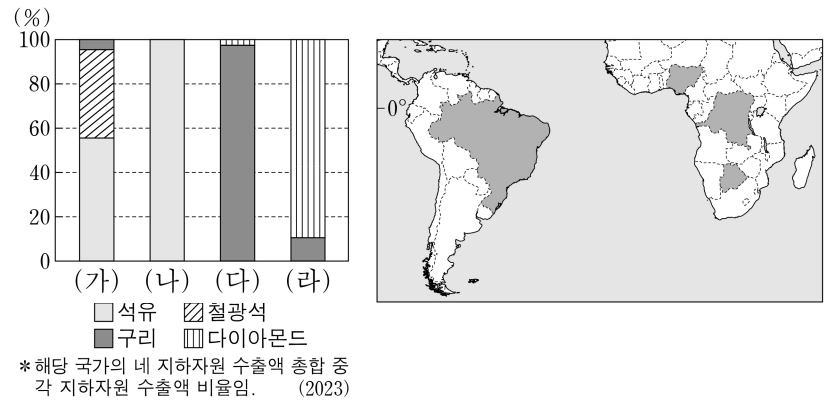 (%)
100
80
60
40
20
0
(가) (나) (다) (라)
석유 철광석
구리 다이아몬드
* 해당 국가의 네 지하자원 수출액 총합 중
각 지하자원 수출액 비율임. (2023)
0°